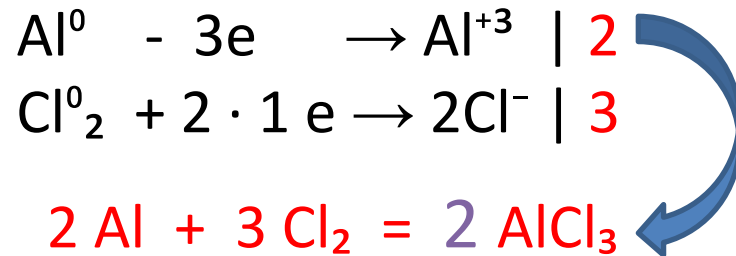 Al⁰ - 3e → Al⁺³ | 2
Cl⁰₂ + 2 · 1 e → 2Cl⁻ | 3
2 Al + 3 Cl₂ = 2 AlCl₃